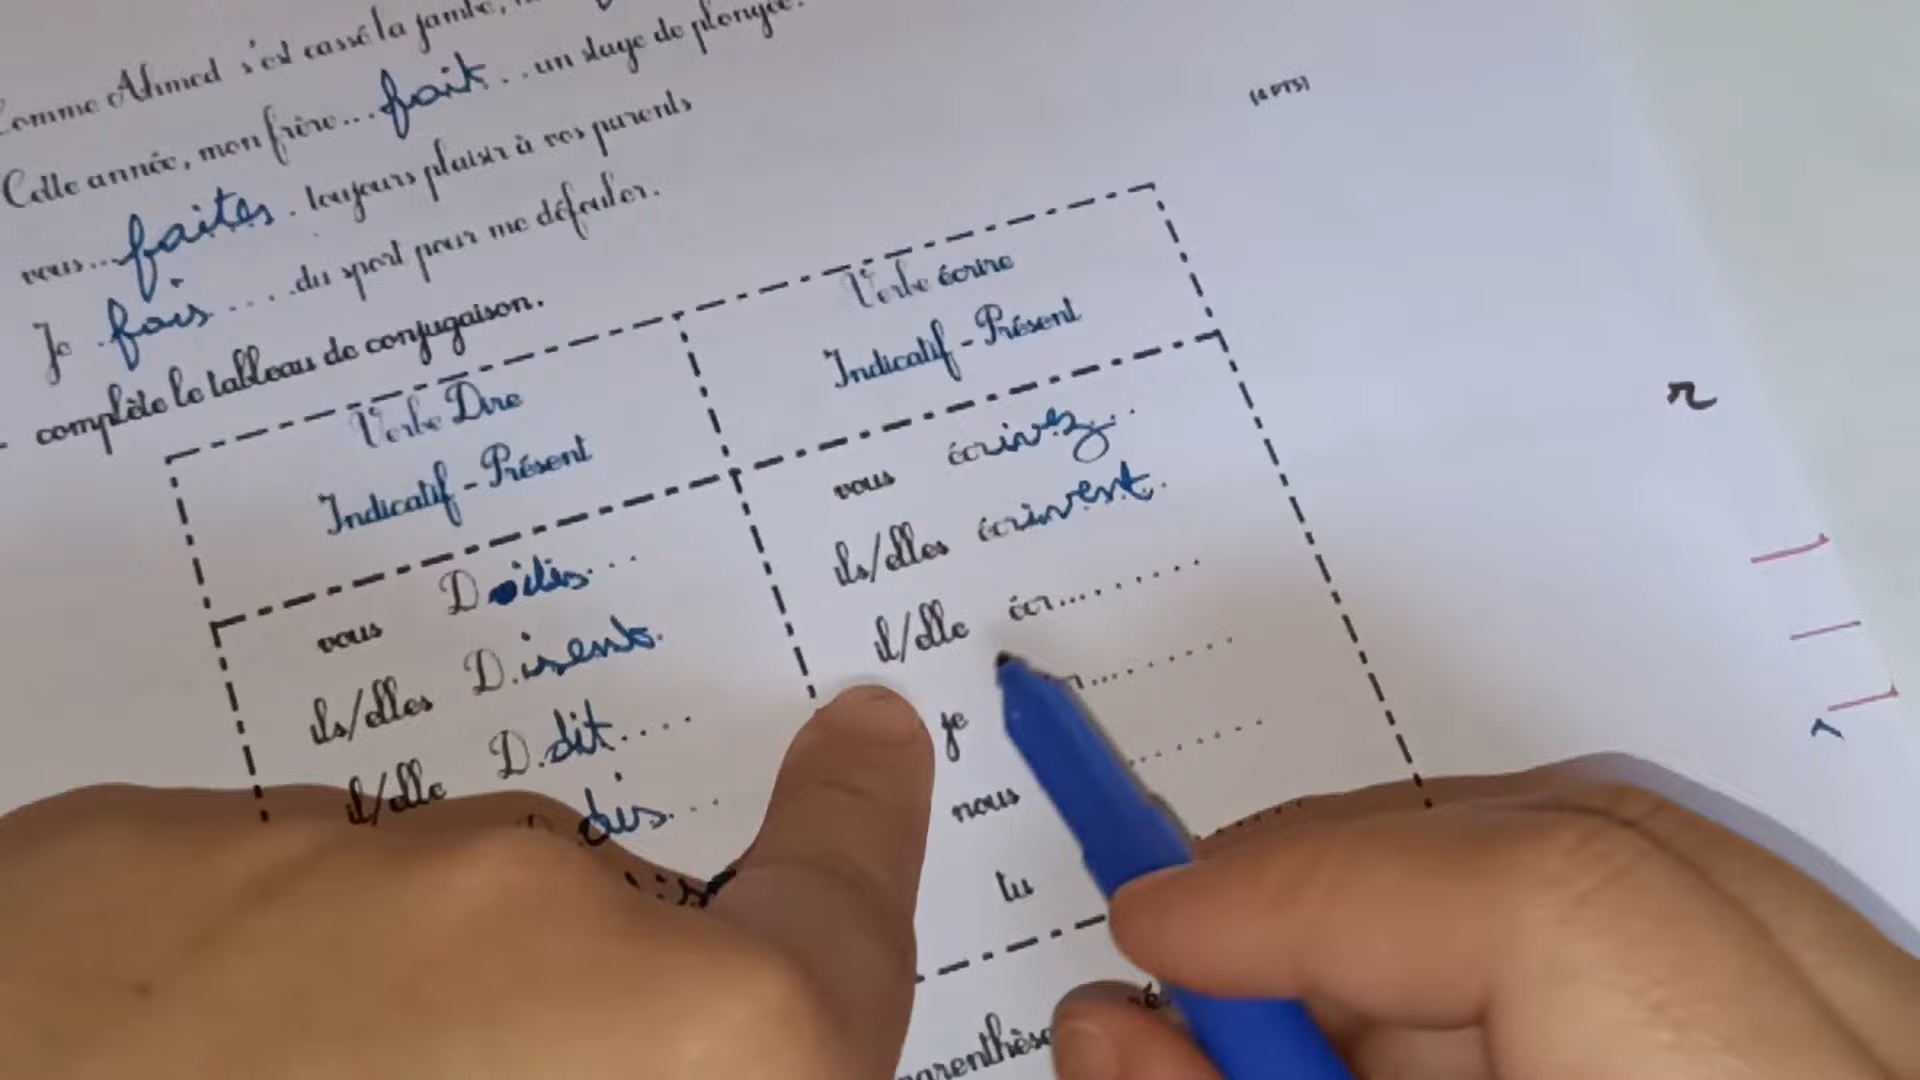 Comme Ahmed s'est cassé la jambe,
Cette année, mon frère... fait .. un stage de plongée.
vous... faites . toujours plaisir à vos parents
Je . fais .... du sport pour me défouler.
- complète le tableau de conjugaison.
(6 PTS)
Verbe Dire
Indicatif - Présent
vous D
ils/elles D.isent.
il/elle D.dit....
dis...
Verbe écrire
Indicatif - Présent
vous écrivez..
ils/elles écrivent.
il/elle écr..........
je
nous
tu
r